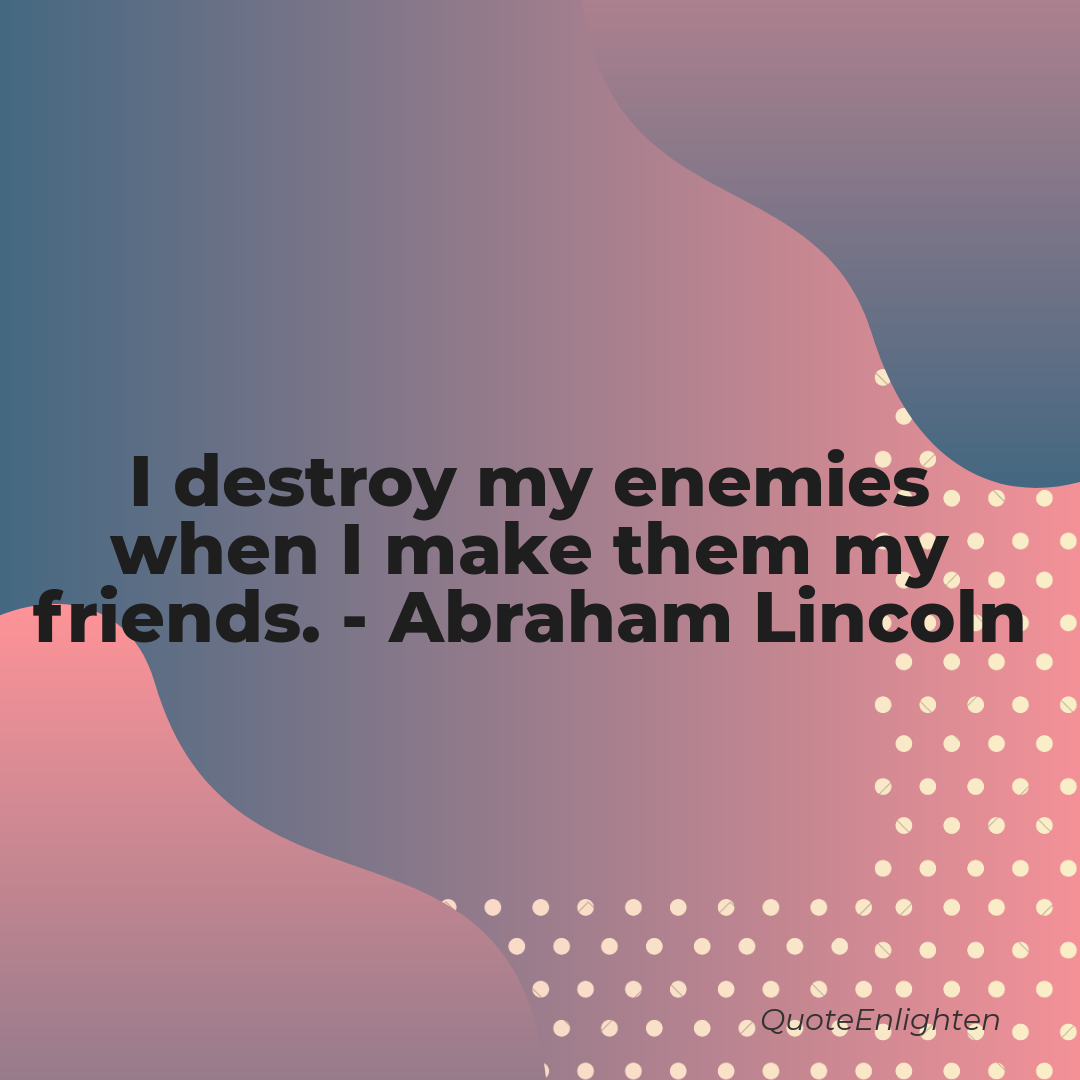 I destroy my enemies
when I make them my
friends. - Abraham Lincoln
QuoteEnlighten